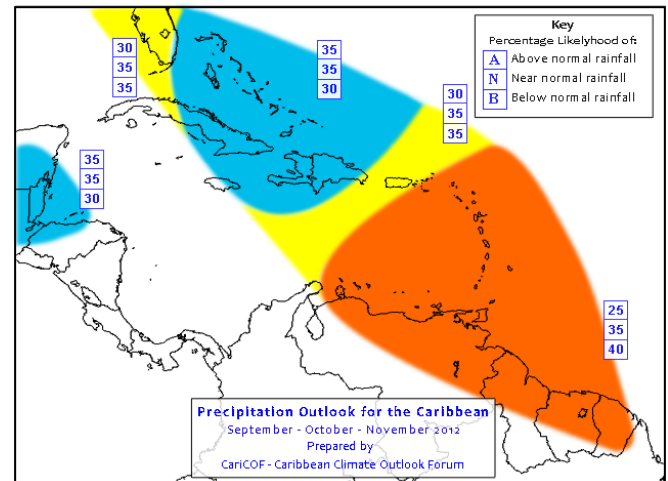 Key
Percentage Likelyhood of:
A Above normal rainfall
N Near normal rainfall
B Below normal rainfall
30
35
35
35
35
30
30
35
35
35
35
30
25
35
40
Precipitation Outlook for the Caribbean
September - October - November 2012
Prepared by
CariCOF - Caribbean Climate Outlook Forum